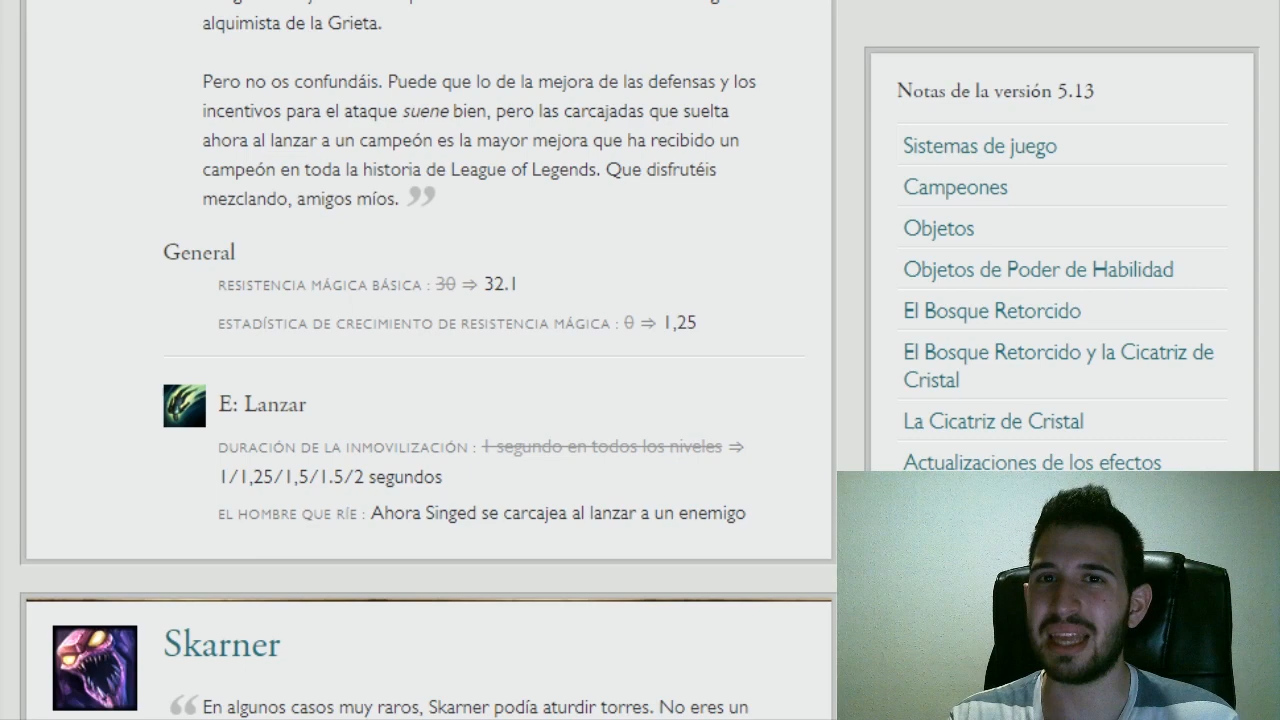 alquimista de la Grieta.
Pero no os confundáis. Puede que lo de la mejora de las defensas y los
incentivos para el ataque suene bien, pero las carcajadas que suelta
ahora al lanzar a un campeón es la mayor mejora que ha recibido un
campeón en toda la historia de League of Legends. Que disfrutéis
mezclando, amigos míos. ”
General
RESISTENCIA MÁGICA BÁSICA : 30 ⇒ 32.1
ESTADÍSTICA DE CRECIMIENTO DE RESISTENCIA MÁGICA : 0 ⇒ 1,25
E: Lanzar
DURACIÓN DE LA INMOVILIZACIÓN : 1 segundo en todos los niveles ⇒
1/1,25/1,5/1.5/2 segundos
EL HOMBRE QUE RÍE : Ahora Singed se carcajea al lanzar a un enemigo
Skarner
“ En algunos casos muy raros, Skarner podía aturdir torres. No eres un
Notas de la versión 5.13
Sistemas de juego
Campeones
Objetos
Objetos de Poder de Habilidad
El Bosque Retorcido
El Bosque Retorcido y la Cicatriz de
Cristal
La Cicatriz de Cristal
Actualizaciones de los efectos